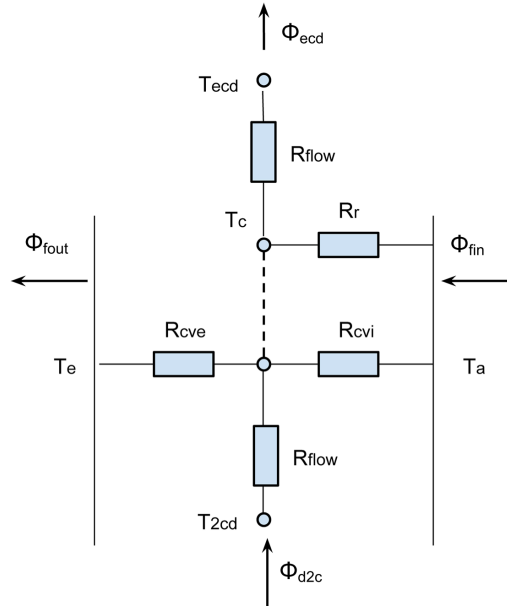 Φecd
Tecd
Rflow
Tc
Rr
Φfout
Φfin
Rcve
Rcvi
Te
Ta
Rflow
T2cd
Φd2c